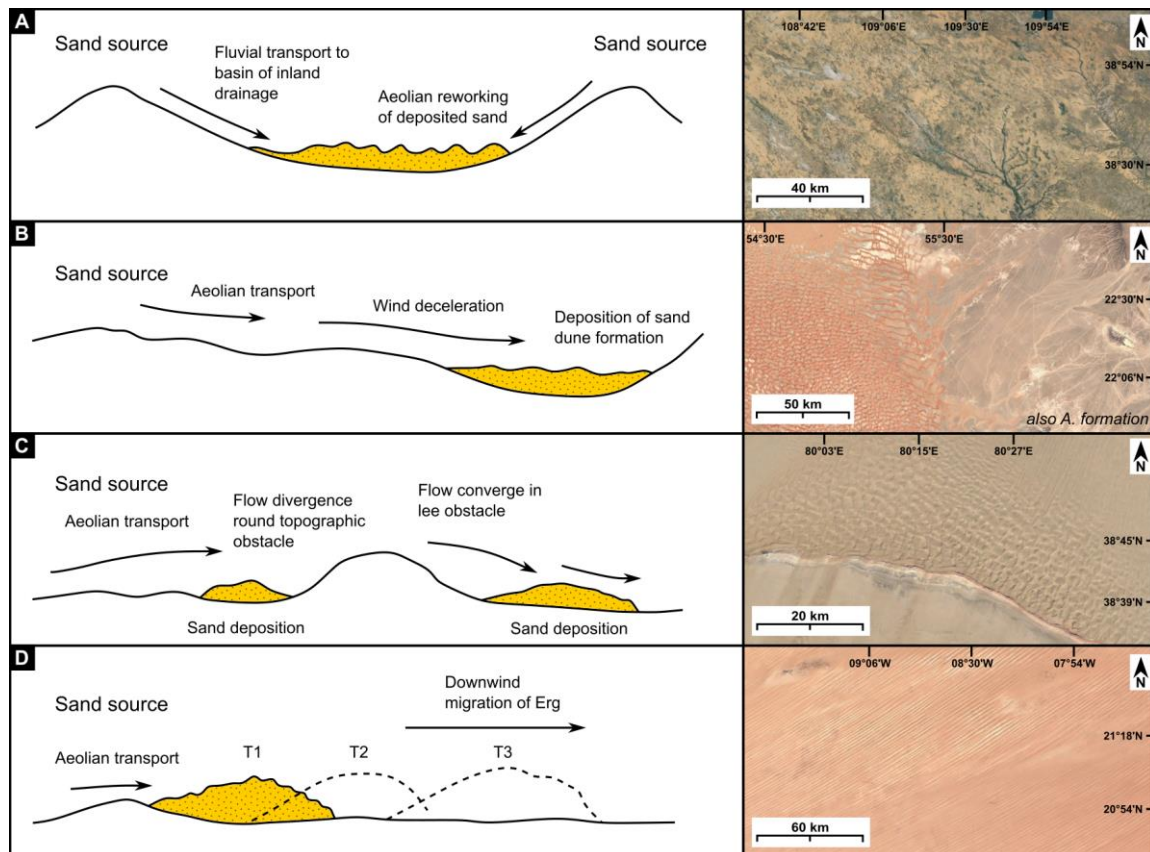 A
Sand source
Sand source
Fluvial transport to
basin of inland
drainage
Aeolian reworking
of deposited sand
108°42'E
109°06'E
109°30'E
109°54'E
N
38°54'N
38°30'N
40 km
B
Sand source
Aeolian transport
Wind deceleration
Deposition of sand
dune formation
54°30'E
55°30'E
N
22°30'N
22°06'N
50 km
also A. formation
C
Sand source
Aeolian transport
Flow divergence
round topographic
obstacle
Flow converge in
lee obstacle
Sand deposition
Sand deposition
80°03'E
80°15'E
80°27'E
N
38°45'N
38°39'N
20 km
D
Sand source
Aeolian transport
T1
T2
T3
Downwind
migration of Erg
09°06'W
08°30'W
07°54'W
N
21°18'N
20°54'N
60 km